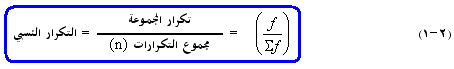 (١-٢)
التكرار النسبي = تكرار المجموعة / مجموع التكرارات (n) = (f / Σf)